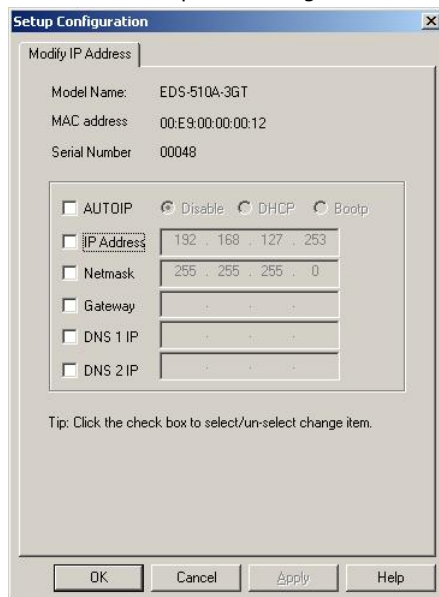 Setup Configuration
Modify IP Address
Model Name: EDS-510A-3GT
MAC address 00:E9:00:00:00:12
Serial Number 00048
AUTOIP Disable DHCP Bootp
IP Address 192 . 168 . 127 . 253
Netmask 255 . 255 . 255 . 0
Gateway . . .
DNS 1 IP . . .
DNS 2 IP . . .
Tip: Click the check box to select/un-select change item.
OK Cancel Apply Help